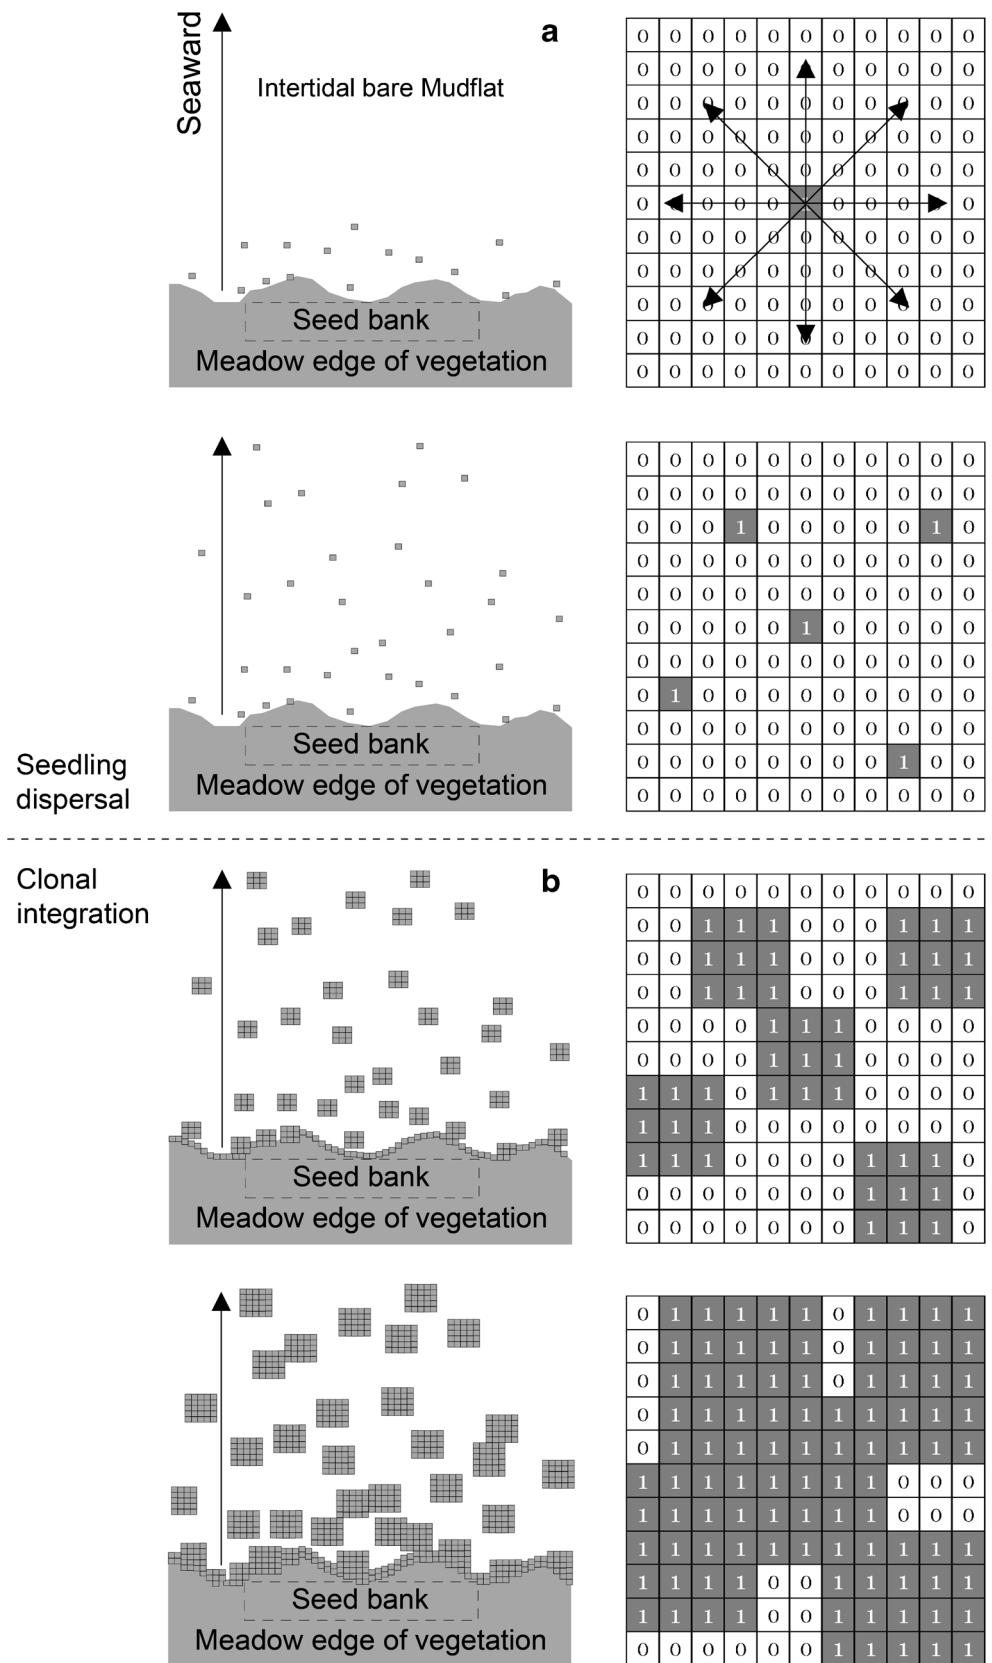 Seaward
Intertidal bare Mudflat
Seed bank
Meadow edge of vegetation
a
0 0 0 0 0 0 0 0 0 0 0
0 0 0 0 0 0 0 0 0 0 0
0 0 0 0 0 0 0 0 0 0 0
0 0 0 0 0 0 0 0 0 0 0
0 0 0 0 0 0 0 0 0 0 0
0 0 0 0 0 0 0 0 0 0
0 0 0 0 0 0 0 0 0 0 0
0 0 0 0 0 0 0 0 0 0 0
0 0 0 0 0 0 0 0 0 0 0
0 0 0 0 0 0 0 0 0 0 0
0 0 0 0 0 0 0 0 0 0 0
Seed bank
Meadow edge of vegetation
Seedling
dispersal
0 0 0 0 0 0 0 0 0 0 0
0 0 0 0 0 0 0 0 0 0 0
0 0 0 1 0 0 0 0 0 1 0
0 0 0 0 0 0 0 0 0 0 0
0 0 0 0 0 0 0 0 0 0 0
0 0 0 0 0 1 0 0 0 0 0
0 0 0 0 0 0 0 0 0 0 0
0 1 0 0 0 0 0 0 0 0 0
0 0 0 0 0 0 0 0 0 0 0
0 0 0 0 0 0 0 0 1 0 0
0 0 0 0 0 0 0 0 0 0 0
Clonal
integration
Seed bank
Meadow edge of vegetation
b
0 0 0 0 0 0 0 0 0 0 0
0 0 1 1 1 0 0 0 1 1 1
0 0 1 1 1 0 0 0 1 1 1
0 0 1 1 1 0 0 0 1 1 1
0 0 0 0 1 1 1 0 0 0 0
0 0 0 0 1 1 1 0 0 0 0
1 1 1 0 1 1 1 0 0 0 0
1 1 1 0 0 0 0 0 0 0 0
1 1 1 0 0 0 0 1 1 1 0
0 0 0 0 0 0 0 1 1 1 0
0 0 0 0 0 0 0 1 1 1 0
Seed bank
Meadow edge of vegetation
0 1 1 1 1 1 0 1 1 1 1
0 1 1 1 1 1 0 1 1 1 1
0 1 1 1 1 1 0 1 1 1 1
0 1 1 1 1 1 1 1 1 1 1
0 1 1 1 1 1 1 1 1 1 1
1 1 1 1 1 1 1 1 0 0 0
1 1 1 1 1 1 1 1 0 0 0
1 1 1 1 1 1 1 1 1 1 1
1 1 1 1 0 0 1 1 1 1 1
1 1 1 1 0 0 1 1 1 1 1
0 0 0 0 0 0 1 1 1 1 1